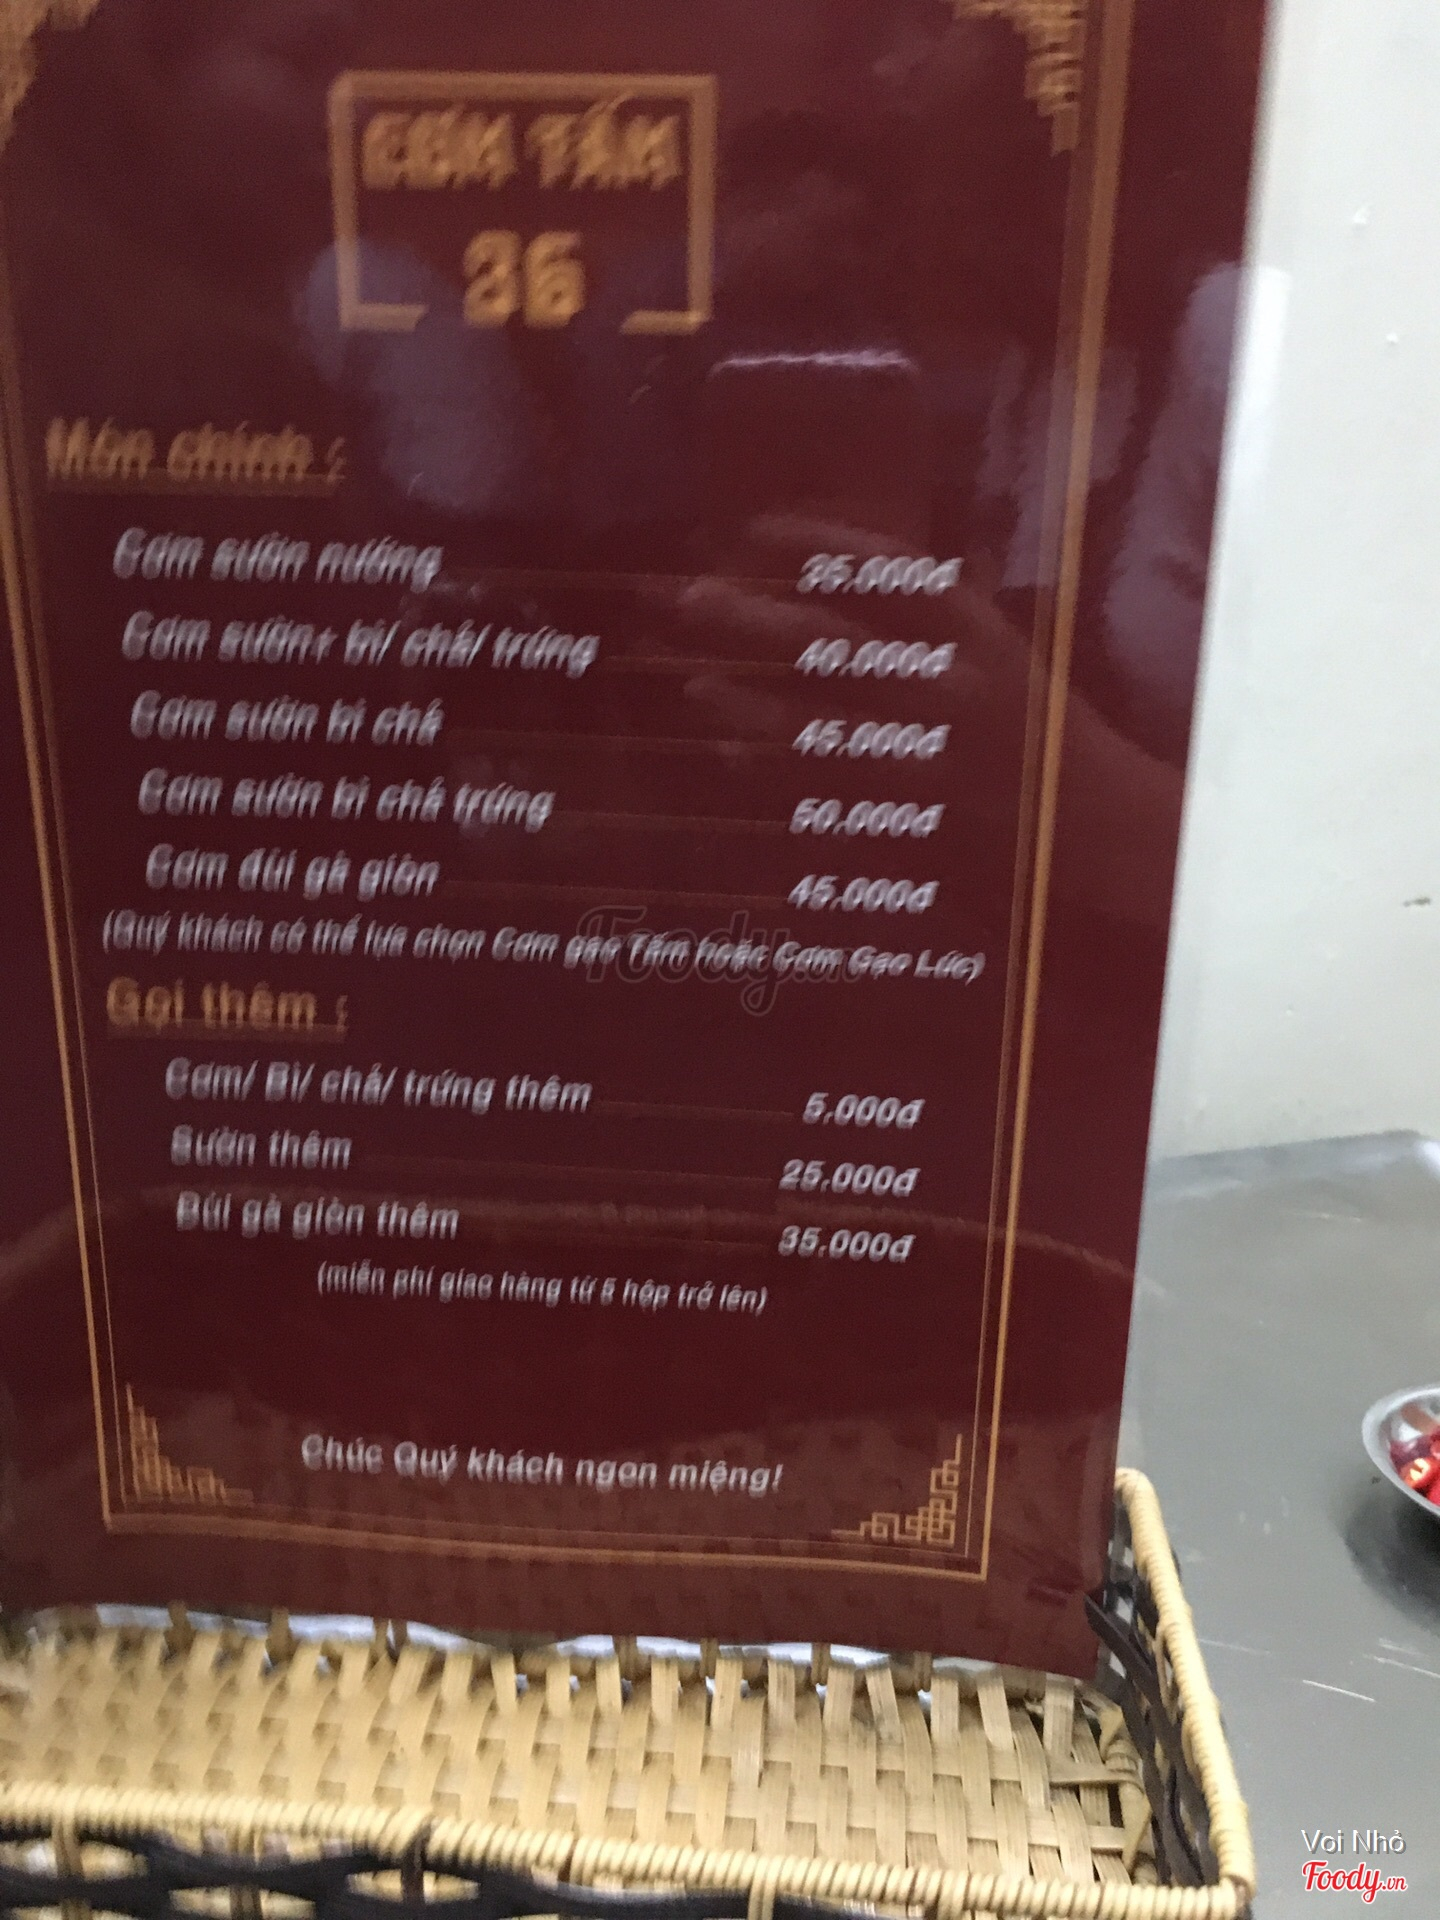 CƠM TẤM
36
Món chính :
Cơm sườn nướng 35.000đ
Cơm sườn+ bì/ chả/ trứng 40.000đ
Cơm sườn bì chả 45.000đ
Cơm sườn bì chả trứng 50.000đ
Cơm đùi gà giòn 45.000đ
(Quý khách có thể lựa chọn Cơm gạo Tấm hoặc Cơm Gạo Lức)
Gọi thêm :
Cơm/ Bì/ chả/ trứng thêm 5.000đ
Sườn thêm 25.000đ
Đùi gà giòn thêm 35.000đ
(miễn phí giao hàng từ 5 hộp trở lên)
Chúc Quý khách ngon miệng!
Foody.vn
Voi Nhỏ
Foody.vn